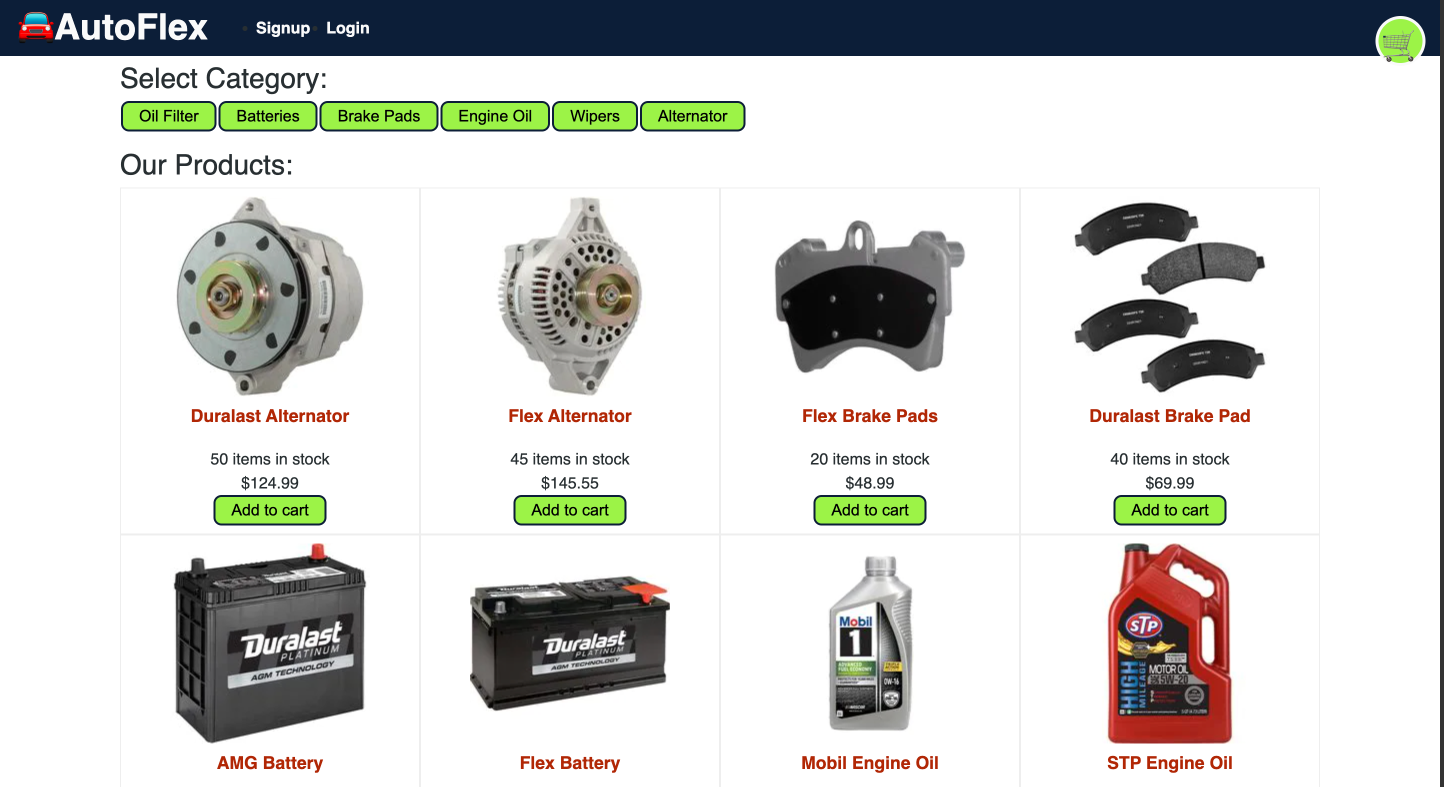 AutoFlex
Signup
Login
Select Category:
Oil Filter
Batteries
Brake Pads
Engine Oil
Wipers
Alternator
Our Products:
Duralast Alternator
50 items in stock
$124.99
Add to cart
Flex Alternator
45 items in stock
$145.55
Add to cart
Flex Brake Pads
20 items in stock
$48.99
Add to cart
Duralast Brake Pad
40 items in stock
$69.99
Add to cart
Duralast
PLATINUM
AGM TECHNOLOGY
AMG Battery
Duralast
PLATINUM
AGM TECHNOLOGY
Flex Battery
Mobil
1
ADVANCED
FUEL ECONOMY
0W-16
Mobil Engine Oil
STP
HIGH
MILEAGE
MOTOR OIL
SAE 5W-20
STP Engine Oil